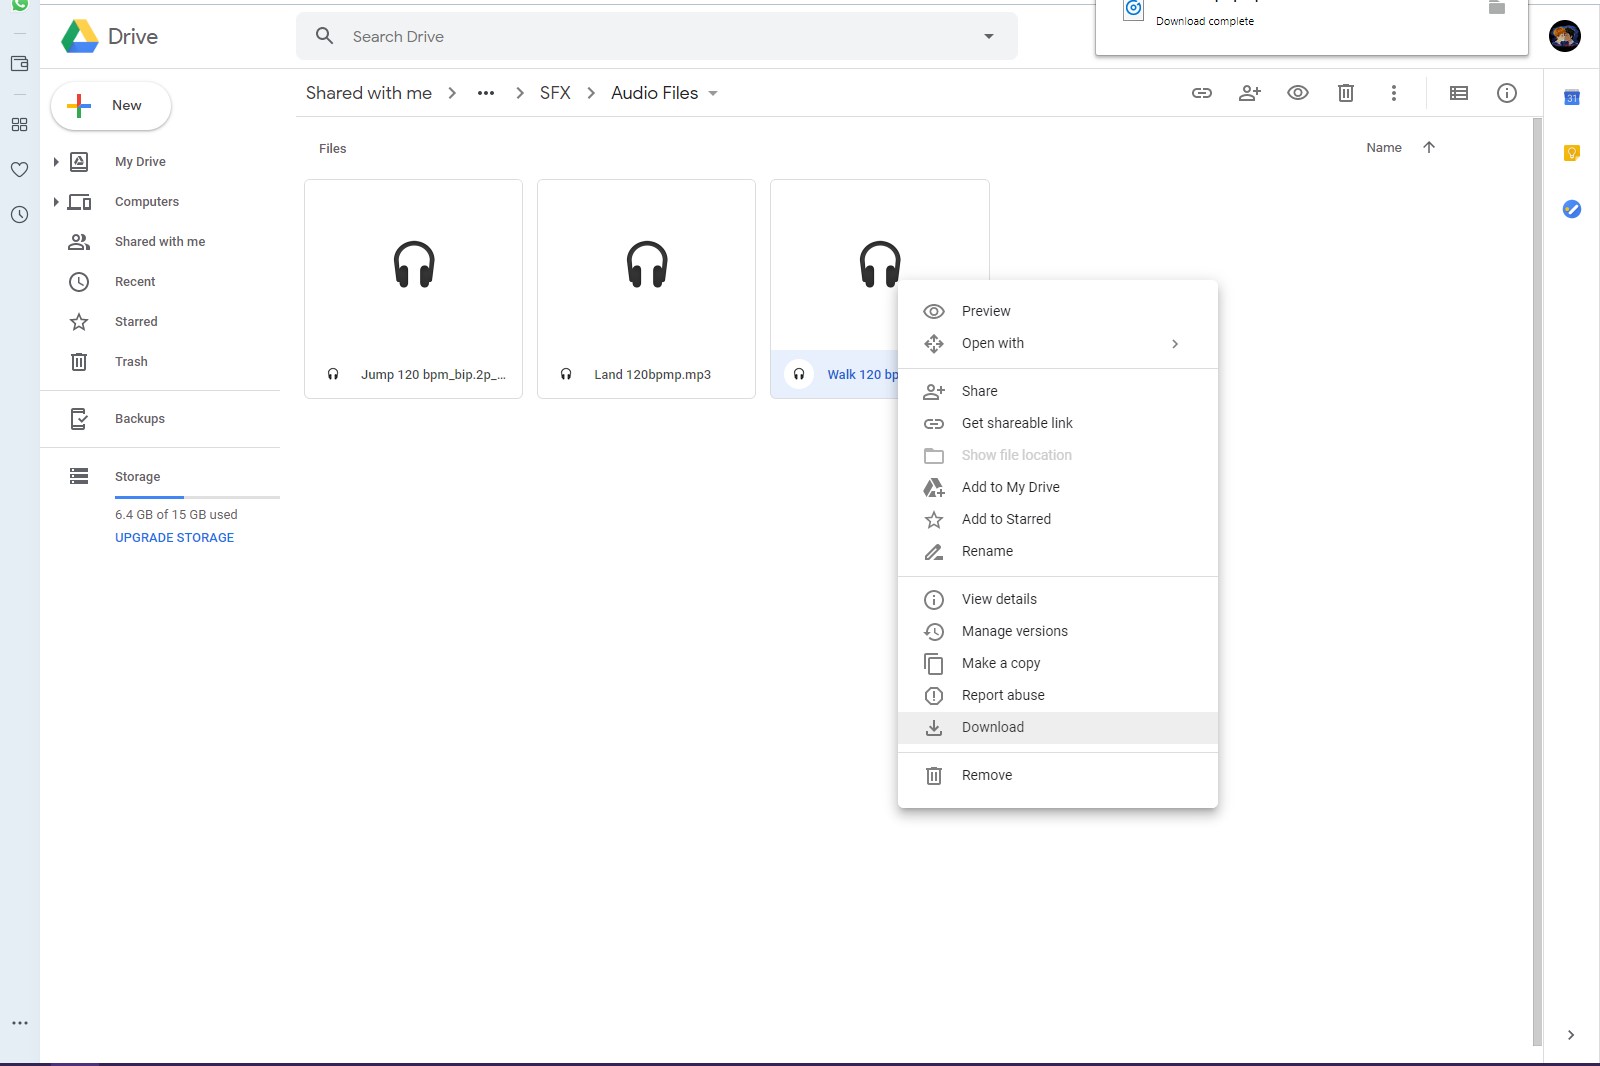 Download complete
Drive
Search Drive
New
Shared with me
SFX
Audio Files
31
My Drive
Computers
Shared with me
Recent
Starred
Trash
Backups
Storage
6.4 GB of 15 GB used
UPGRADE STORAGE
Files
Name
Jump 120 bpm_bip.2p_...
Land 120bpmp.mp3
Walk 120 bp
Preview
Open with
Share
Get shareable link
Show file location
Add to My Drive
Add to Starred
Rename
View details
Manage versions
Make a copy
Report abuse
Download
Remove